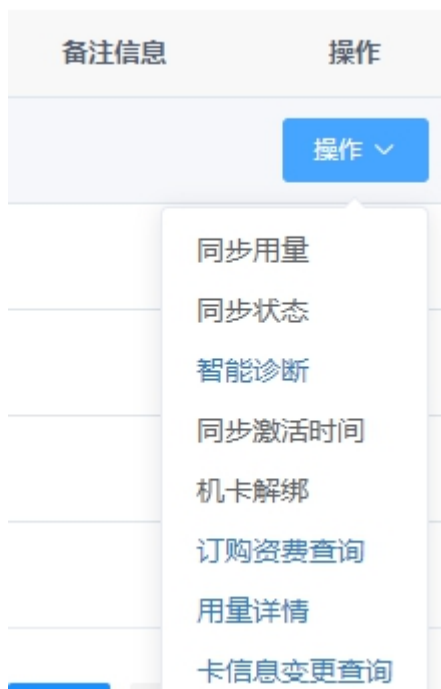 备注信息 操作
操作
同步用量
同步状态
智能诊断
同步激活时间
机卡解绑
订购资费查询
用量详情
卡信息变更查询